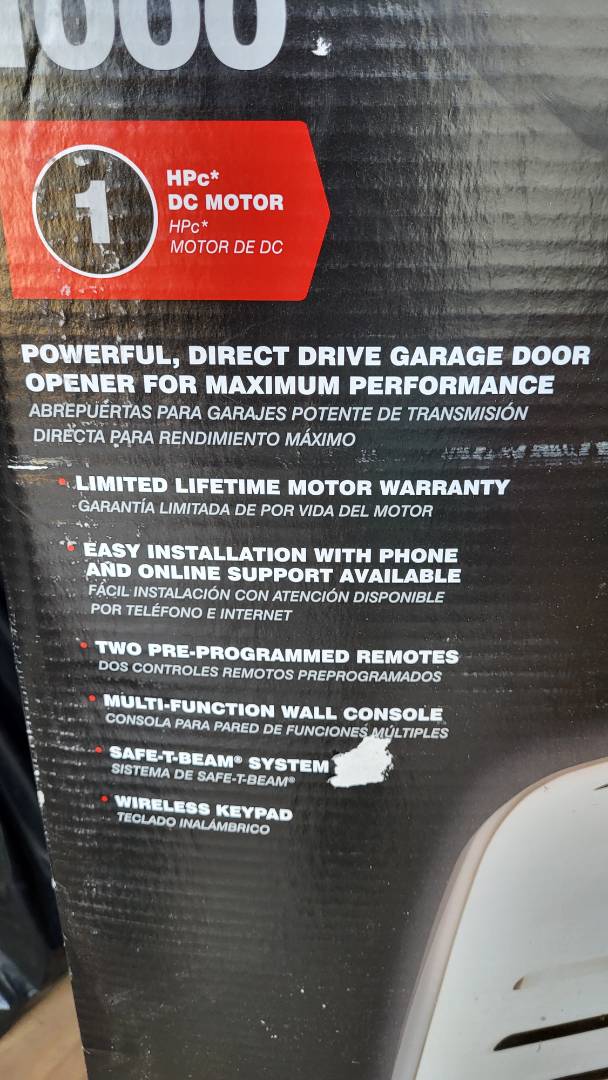 000
1
HPc*
DC MOTOR
HPc*
MOTOR DE DC
POWERFUL, DIRECT DRIVE GARAGE DOOR
OPENER FOR MAXIMUM PERFORMANCE
ABREPUERTAS PARA GARAJES POTENTE DE TRANSMISIÓN
DIRECTA PARA RENDIMIENTO MÁXIMO
• LIMITED LIFETIME MOTOR WARRANTY
GARANTÍA LIMITADA DE POR VIDA DEL MOTOR
• EASY INSTALLATION WITH PHONE
AND ONLINE SUPPORT AVAILABLE
FÁCIL INSTALACIÓN CON ATENCIÓN DISPONIBLE
POR TELÉFONO E INTERNET
• TWO PRE-PROGRAMMED REMOTES
DOS CONTROLES REMOTOS PREPROGRAMADOS
• MULTI-FUNCTION WALL CONSOLE
CONSOLA PARA PARED DE FUNCIONES MÚLTIPLES
• SAFE-T-BEAM® SYSTEM
SISTEMA DE SAFE-T-BEAM®
• WIRELESS KEYPAD
TECLADO INALÁMBRICO